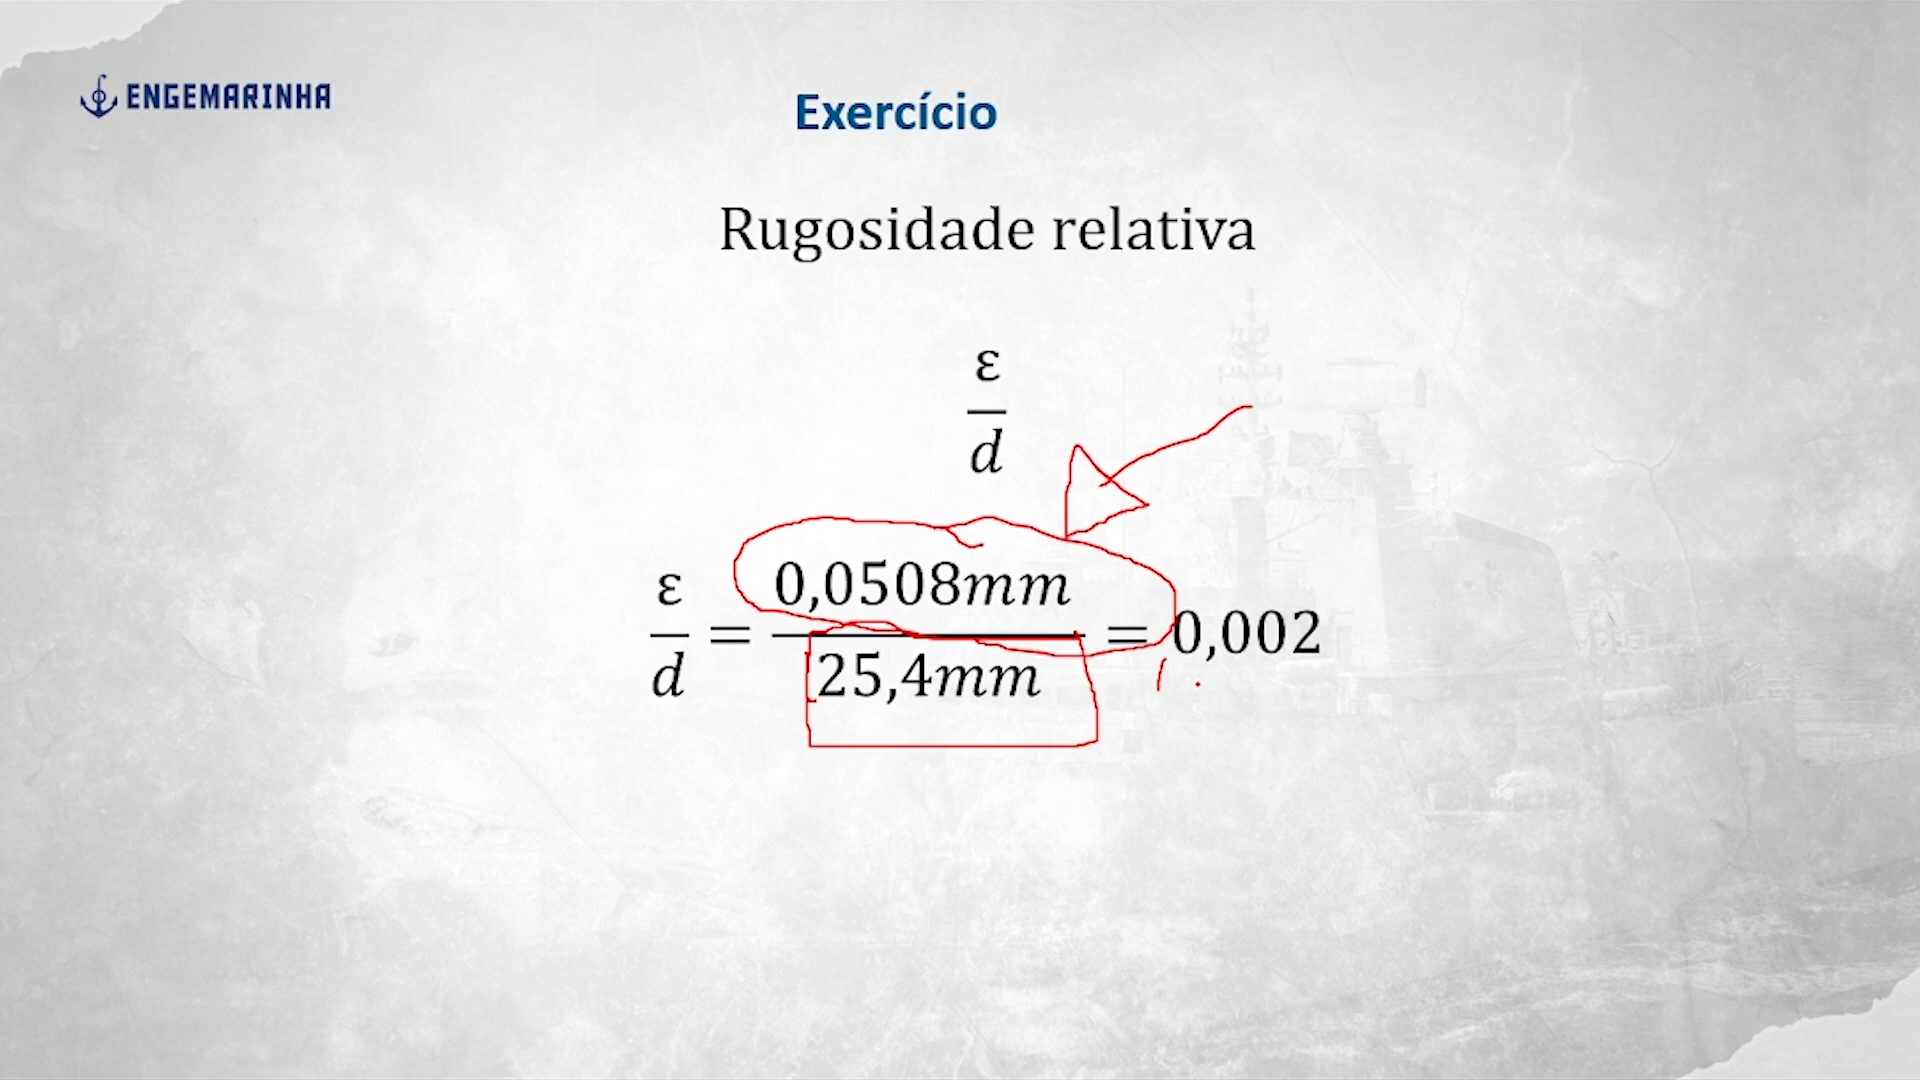 ENGEMARINHA
Exercício
Rugosidade relativa
ε
d
ε/d = 0,0508mm/25,4mm = 0,002